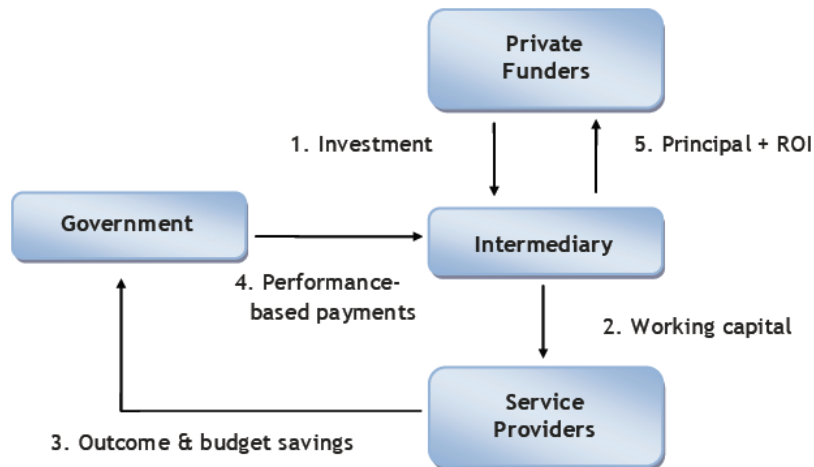 Private
Funders
1. Investment
5. Principal + ROI
Government
Intermediary
4. Performance-
based payments
2. Working capital
Service
Providers
3. Outcome & budget savings